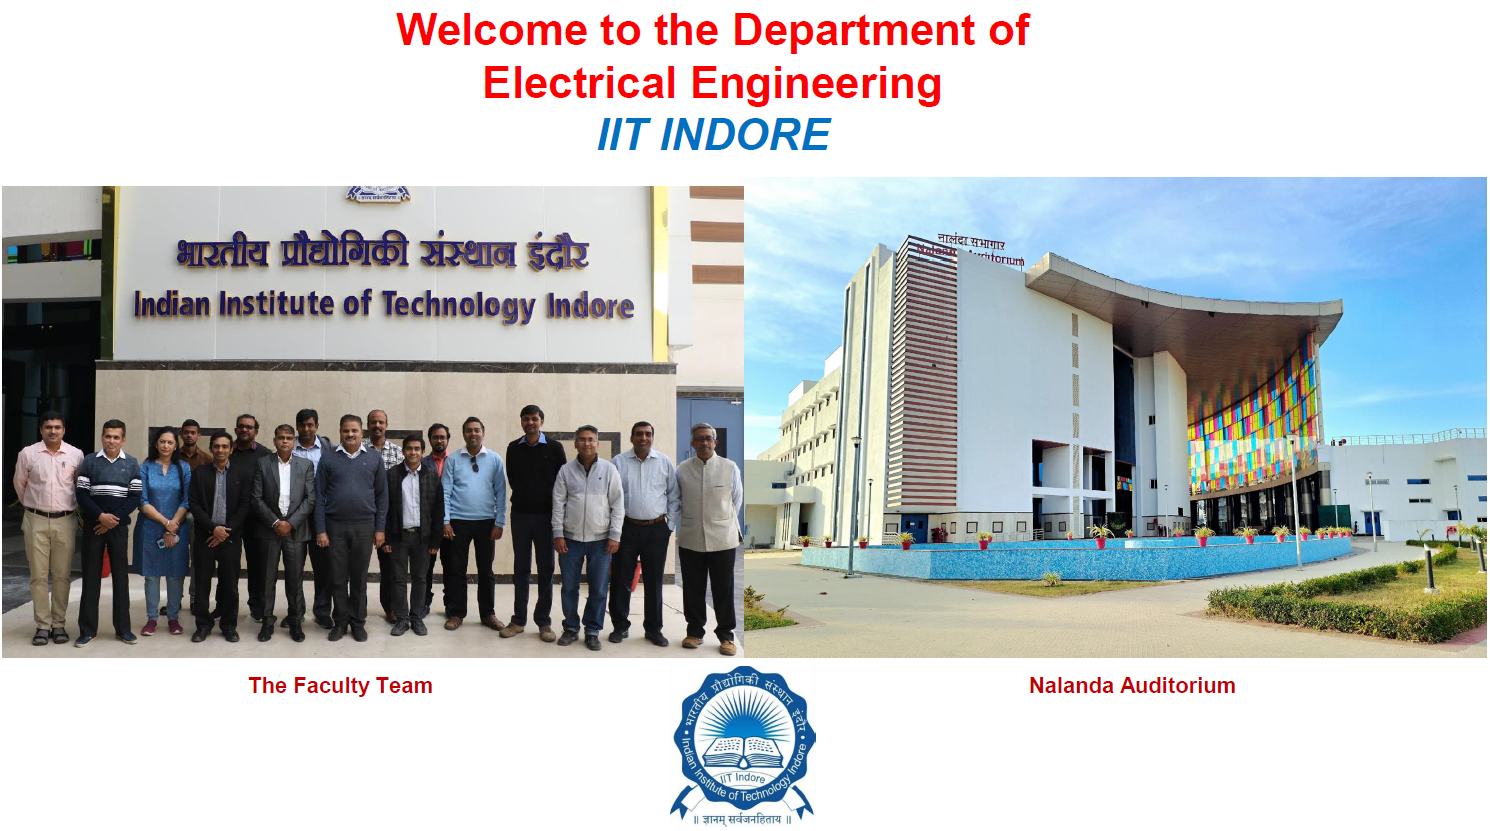 Welcome to the Department of
Electrical Engineering
IIT INDORE
भारतीय प्रौद्योगिकी संस्थान इंदौर
Indian Institute of Technology Indore
नालंदा सभागार
Nalanda Auditorium
The Faculty Team
Nalanda Auditorium
भारतीय प्रौद्योगिकी संस्थान इंदौर
IIT Indore
Indian Institute of Technology Indore
॥ ज्ञानम् सर्वजनहिताय ॥